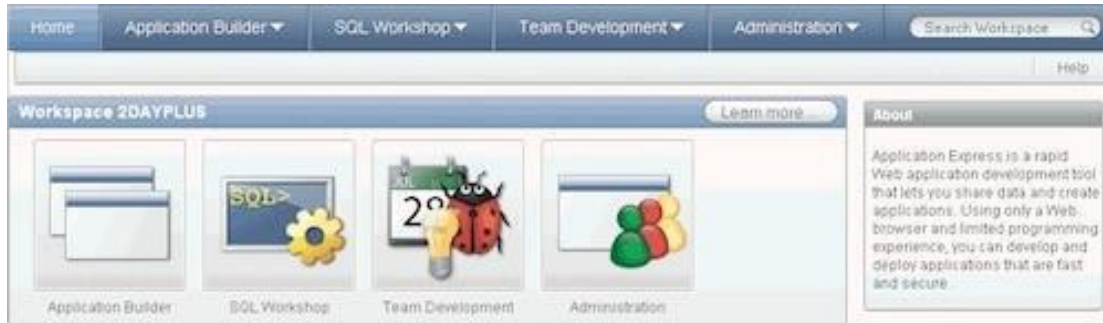 Home Application Builder SQL Workshop Team Development Administration Search Workspace
Help
Workspace 2DAYPLUS Learn more...
About
Application Express is a rapid
Web application development tool
that lets you share data and create
applications. Using only a Web
browser and limited programming
experience, you can develop and
deploy applications that are fast
and secure.
SQL>
JUL
28
Application Builder SQL Workshop Team Development Administration